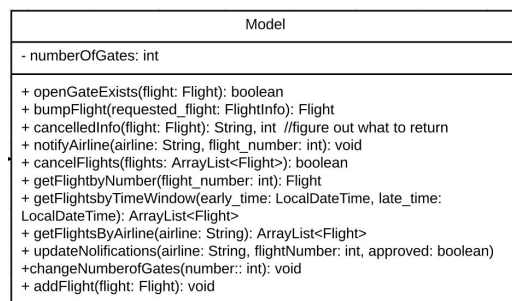 Model
- numberOfGates: int
+ openGateExists(flight: Flight): boolean
+ bumpFlight(requested_flight: FlightInfo): Flight
+ cancelledInfo(flight: Flight): String, int  //figure out what to return
+ notifyAirline(airline: String, flight_number: int): void
+ cancelFlights(flights: ArrayList<Flight>): boolean
+ getFlightbyNumber(flight_number: int): Flight
+ getFlightsbyTimeWindow(early_time: LocalDateTime, late_time:
LocalDateTime): ArrayList<Flight>
+ getFlightsByAirline(airline: String): ArrayList<Flight>
+ updateNolifications(airline: String, flightNumber: int, approved: boolean)
+changeNumberofGates(number:: int): void
+ addFlight(flight: Flight): void